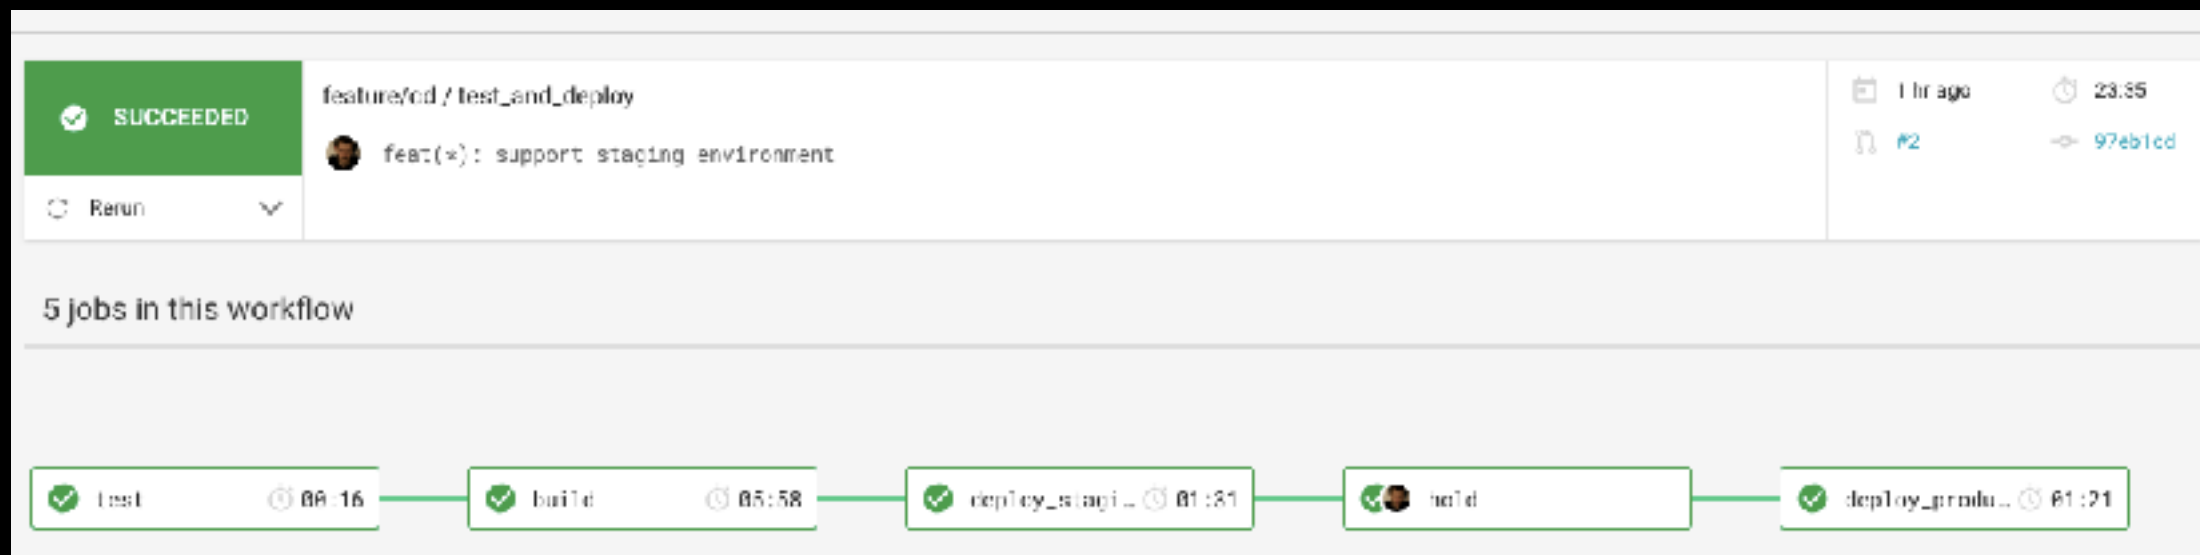 SUCCEEDED
feature/cd / test_and_deploy
feat(*): support staging environment
Rerun
1 hr ago
23:35
#2
97eb1cd
5 jobs in this workflow
test 00:16
build 05:58
deploy_stagi… 01:31
hold
deploy_produ… 01:21